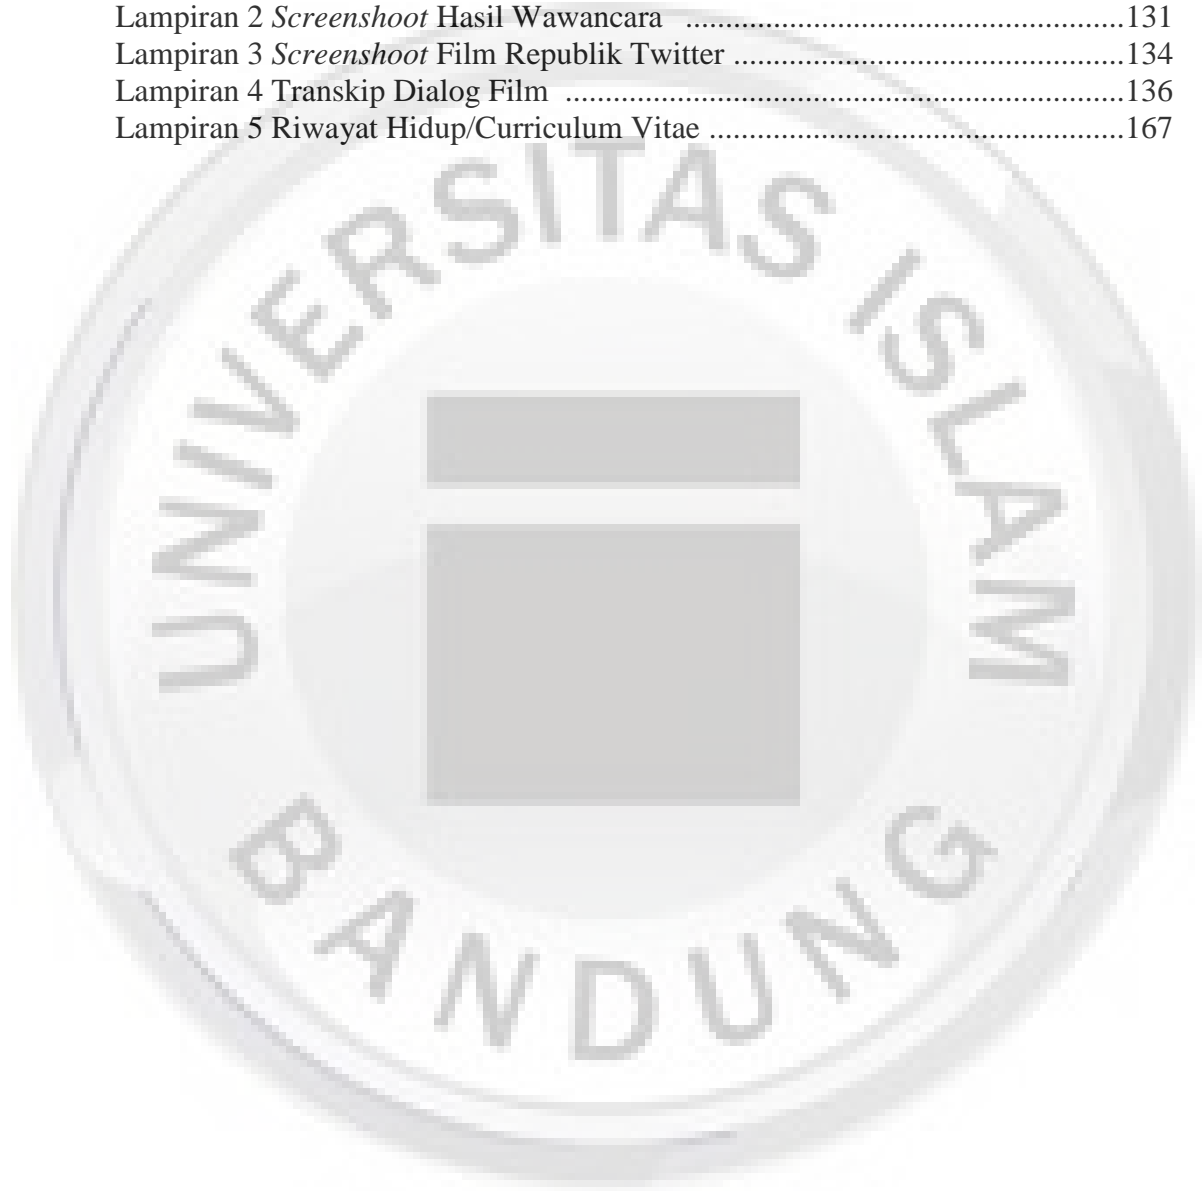 Lampiran 2 Screenshoot Hasil Wawancara ..............................................131
Lampiran 3 Screenshoot Film Republik Twitter .........................................134
Lampiran 4 Transkip Dialog Film ..........................................................136
Lampiran 5 Riwayat Hidup/Curriculum Vitae ...........................................167
UNIVERSITAS ISLAM
BANDUNG